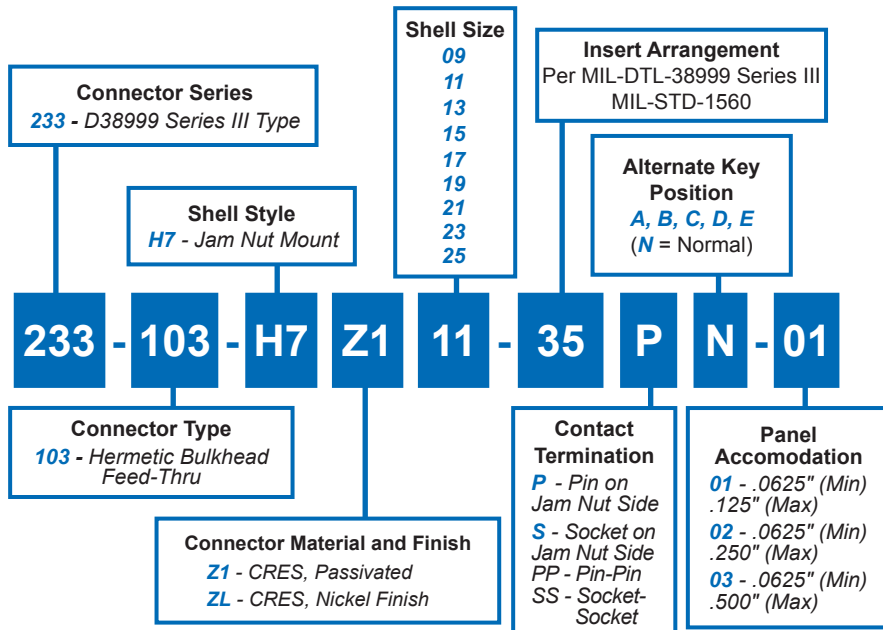 Shell Size
09
11
13
15
17
19
21
23
25
Insert Arrangement
Per MIL-DTL-38999 Series III
MIL-STD-1560
Connector Series
233 - D38999 Series III Type
Shell Style
H7 - Jam Nut Mount
Alternate Key
Position
A, B, C, D, E
(N = Normal)
233 - 103 - H7 Z1 11 - 35 P N - 01
Connector Type
103 - Hermetic Bulkhead
Feed-Thru
Connector Material and Finish
Z1 - CRES, Passivated
ZL - CRES, Nickel Finish
Contact
Termination
P - Pin on
Jam Nut Side
S - Socket on
Jam Nut Side
PP - Pin-Pin
SS - Socket-
Socket
Panel
Accomodation
01 - .0625" (Min)
.125" (Max)
02 - .0625" (Min)
.250" (Max)
03 - .0625" (Min)
.500" (Max)